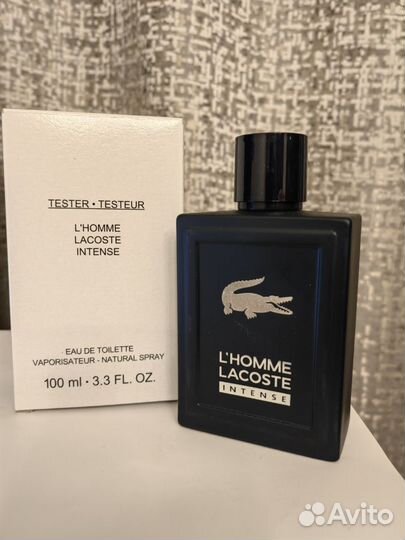 TESTER • TESTEUR
L'HOMME
LACOSTE
INTENSE
EAU DE TOILETTE
VAPORISATEUR - NATURAL SPRAY
100 ml • 3.3 FL. OZ.
L'HOMME
LACOSTE
INTENSE
Avito